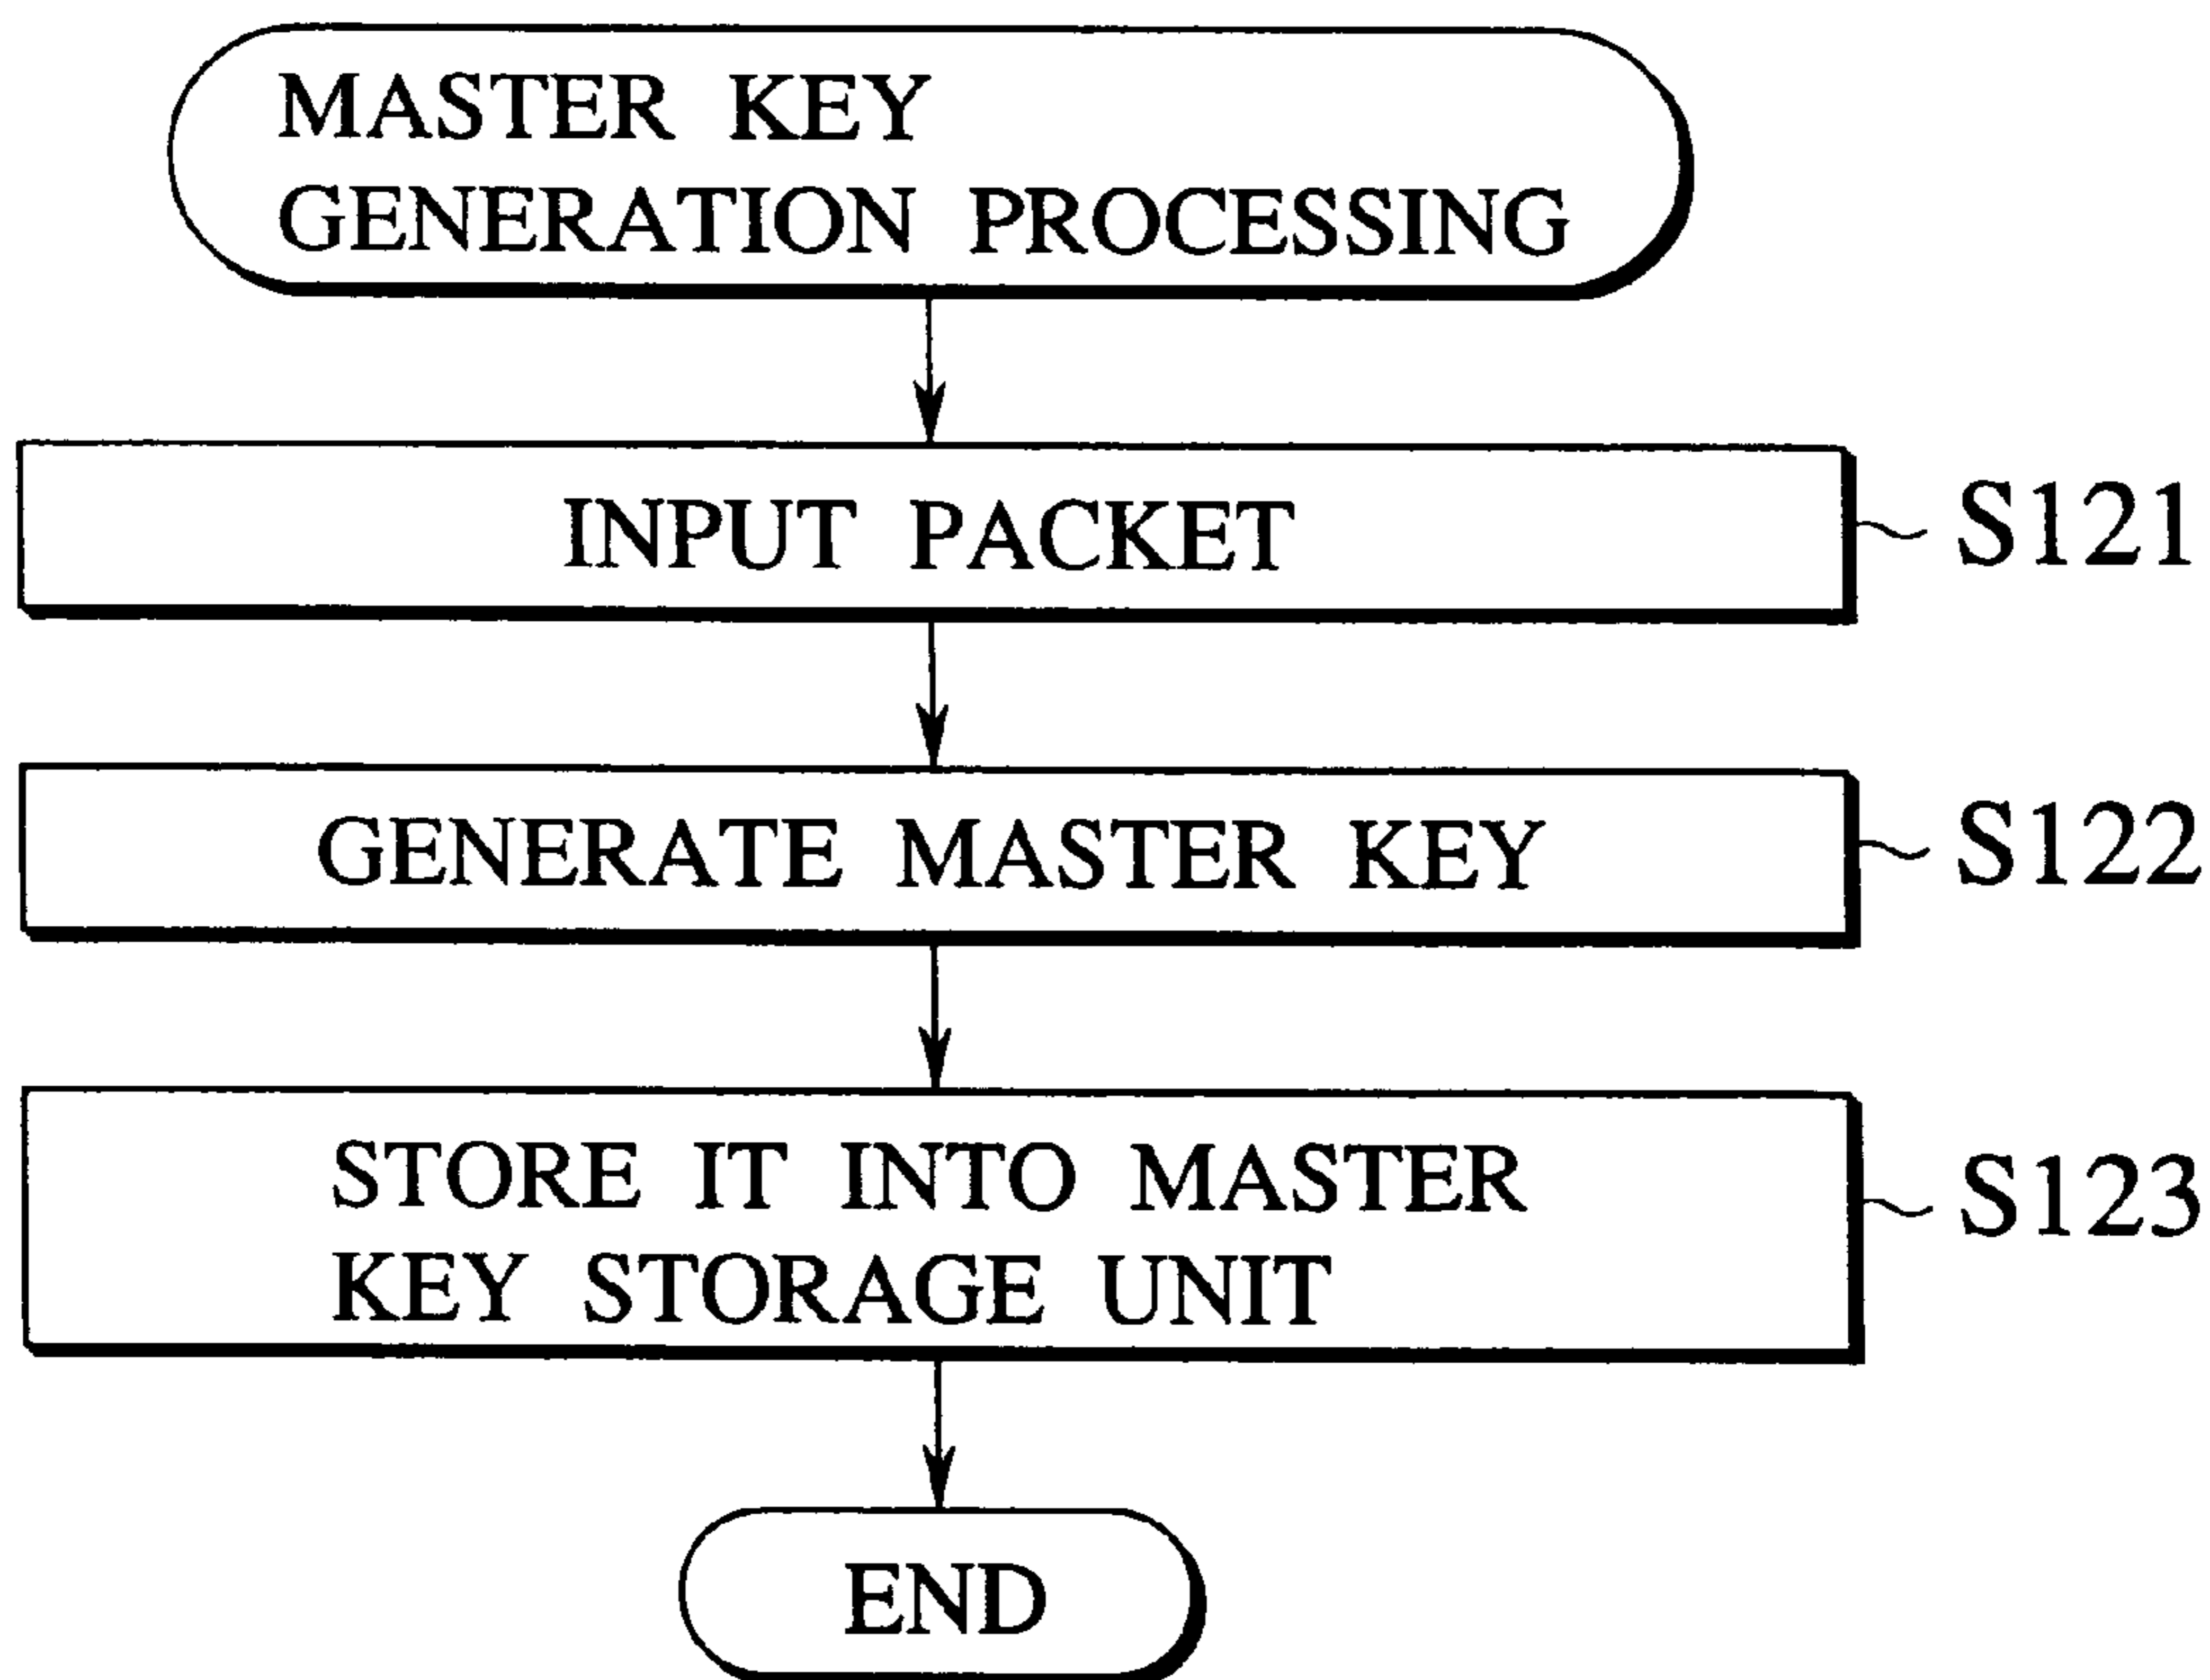 MASTER KEY
GENERATION PROCESSING
INPUT PACKET
S121
GENERATE MASTER KEY
S122
STORE IT INTO MASTER
KEY STORAGE UNIT
S123
END